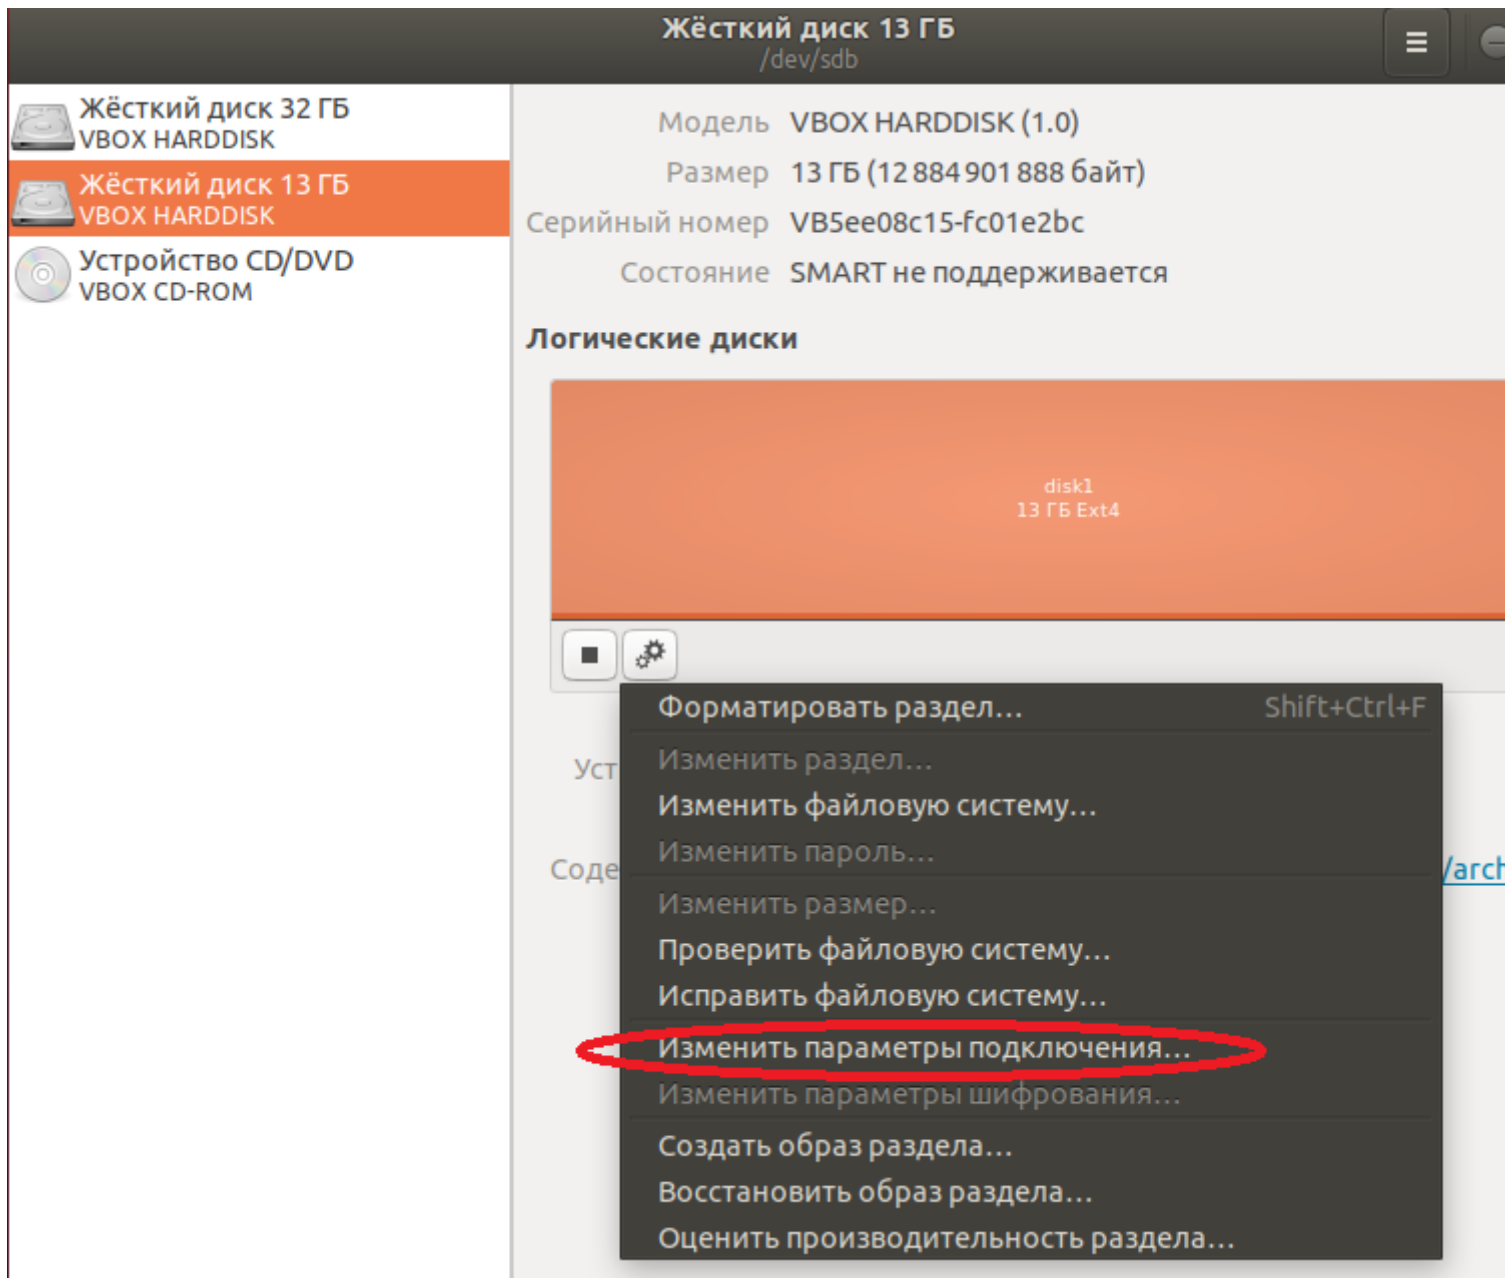 Жёсткий диск 13 ГБ
/dev/sdb
Жёсткий диск 32 ГБ
VBOX HARDDISK
Жёсткий диск 13 ГБ
VBOX HARDDISK
Устройство CD/DVD
VBOX CD-ROM
Модель VBOX HARDDISK (1.0)
Размер 13 ГБ (12 884 901 888 байт)
Серийный номер VB5ee08c15-fc01e2bc
Состояние SMART не поддерживается
Логические диски
disk1
13 ГБ Ext4
Форматировать раздел... Shift+Ctrl+F
Уст
Изменить раздел...
Изменить файловую систему...
Изменить пароль...
Соде
/arch
Изменить размер...
Проверить файловую систему...
Исправить файловую систему...
Изменить параметры подключения...
Изменить параметры шифрования...
Создать образ раздела...
Восстановить образ раздела...
Оценить производительность раздела...